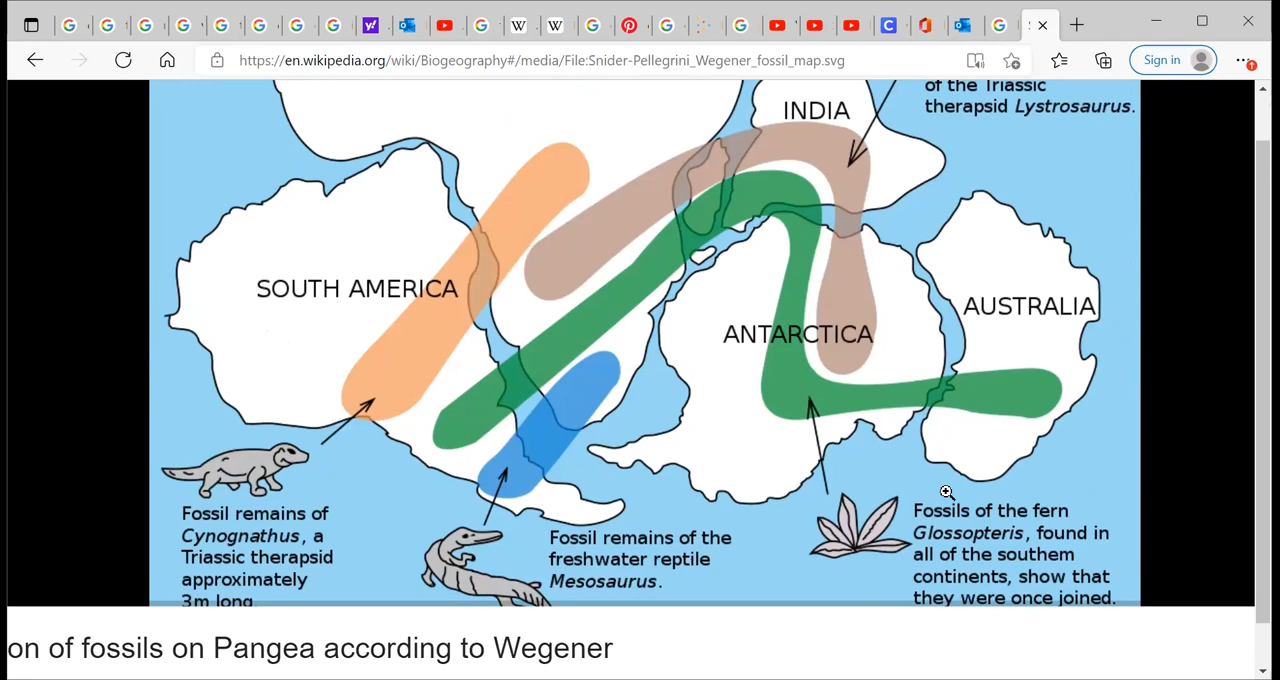 https://en.wikipedia.org/wiki/Biogeography#/media/File:Snider-Pellegrini_Wegener_fossil_map.svg
Sign in
of the Triassic
therapsid Lystrosaurus.
INDIA
SOUTH AMERICA
ANTARCTICA
AUSTRALIA
Fossil remains of
Cynognathus, a
Triassic therapsid
approximately
3m long.
Fossil remains of the
freshwater reptile
Mesosaurus.
Fossils of the fern
Glossopteris, found in
all of the southem
continents, show that
they were once joined.
on of fossils on Pangea according to Wegener